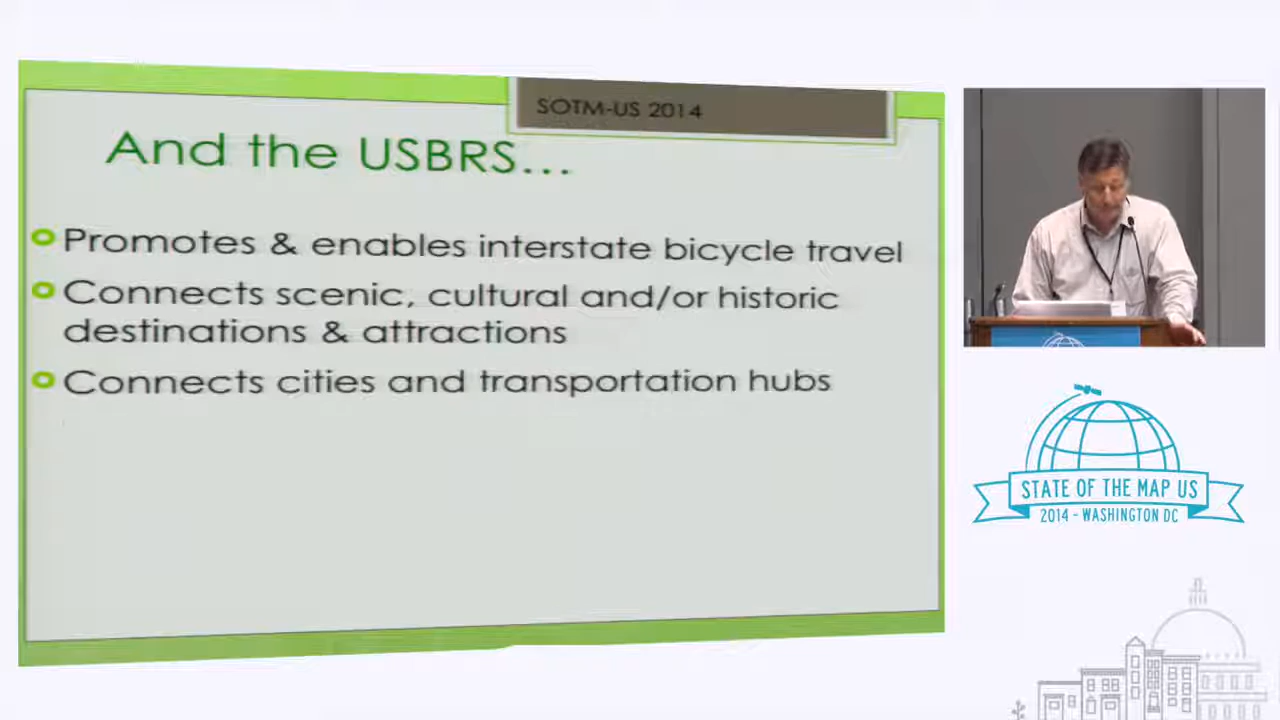 SOTM-US 2014
And the USBRS...
Promotes & enables interstate bicycle travel
Connects scenic, cultural and/or historic
destinations & attractions
Connects cities and transportation hubs
STATE OF THE MAP US
2014 - WASHINGTON DC